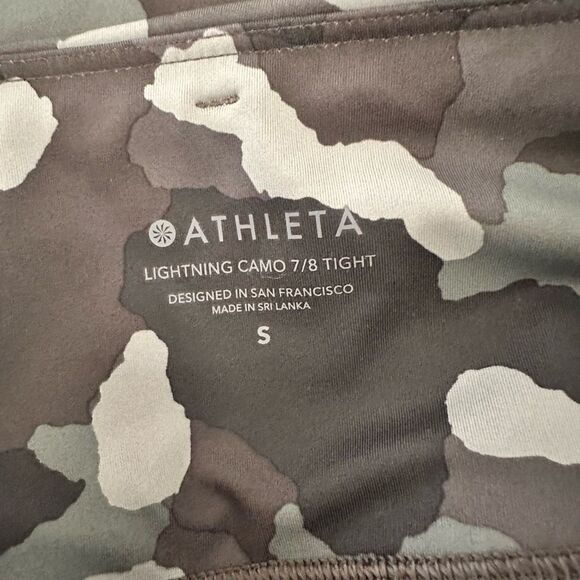 ATHLETA
LIGHTNING CAMO 7/8 TIGHT
DESIGNED IN SAN FRANCISCO
MADE IN SRI LANKA
S